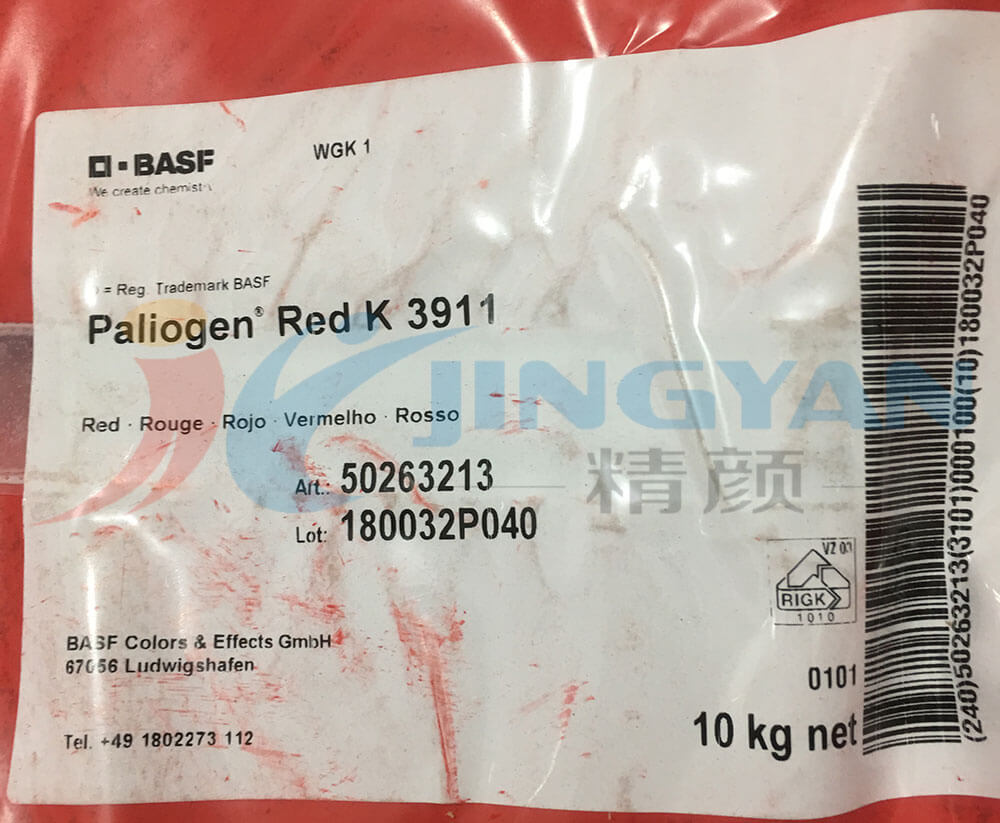 BASF
We create chemistry
WGK 1
= Reg. Trademark BASF
Paliogen® Red K 3911
Red · Rouge · Rojo · Vermelho · Rosso
JINGYAN
精颜
Art.: 50263213
Lot: 180032P040
VZ 03
RIGK
1010
BASF Colors & Effects GmbH
67056 Ludwigshafen
0101
10 kg net
Tel. +49 1802273 112
(240)50263213(3101)000100(10)180032P040